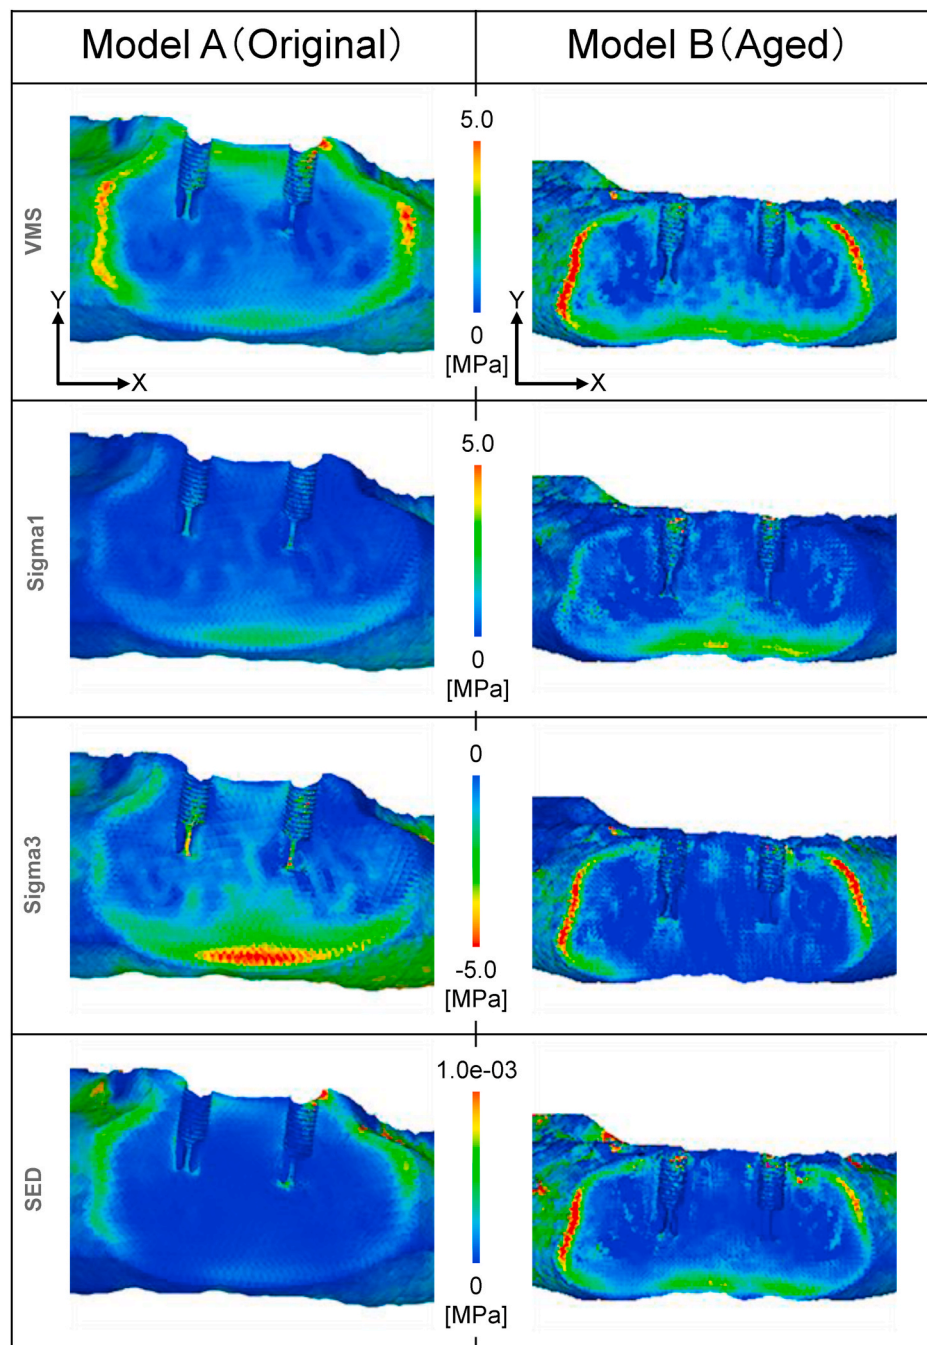 Model A（Original）
Model B（Aged）
VMS
5.0
0
[MPa]
Y
X
Y
X
Sigma1
5.0
0
[MPa]
Sigma3
0
-5.0
[MPa]
SED
1.0e-03
0
[MPa]